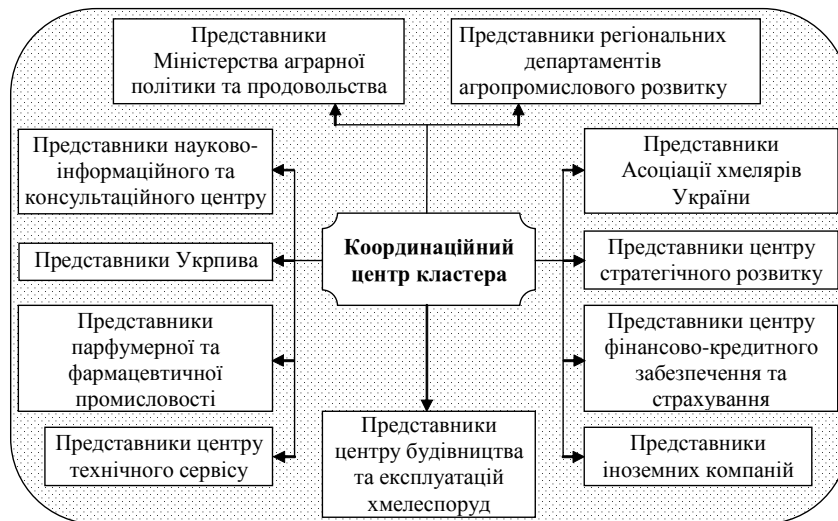 Представники
Міністерства аграрної
політики та продовольства
Представники регіональних
департаментів
агропромислового розвитку
Представники науково-
інформаційного та
консультаційного центру
Представники
Асоціації хмелярів
України
Координаційний
центр кластера
Представники Укрпива
Представники центру
стратегічного розвитку
Представники
парфумерної та
фармацевтичної
промисловості
Представники центру
фінансово-кредитного
забезпечення та
страхування
Представники центру
технічного сервісу
Представники
центру будівництва
та експлуатацій
хмелеспоруд
Представники
іноземних компаній